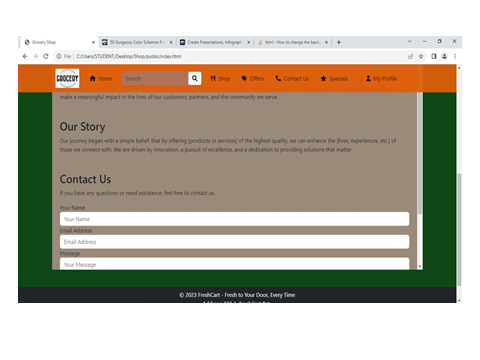 Grocery Shop
50 Gorgeous Color Schemes Fr
Create Presentations, Infograph
html - How to change the bac
File
C:/Users/STUDENT/Desktop/Shop/public/index.html
GROCERY
Home
Search
Shop
Offers
Contact Us
Specials
My Profile
make a meaningful impact in the lives of our customers, partners, and the community we serve.
Our Story
Our journey began with a simple belief: that by offering [products or services] of the highest quality, we can enhance the [lives, experiences, etc.] of
those we connect with. We are driven by innovation, a pursuit of excellence, and a dedication to providing solutions that matter.
Contact Us
If you have any questions or need assistance, feel free to contact us.
Your Name
Your Name
Email Address
Email Address
Message
Your Message
© 2023 FreshCart - Fresh to Your Door, Every Time